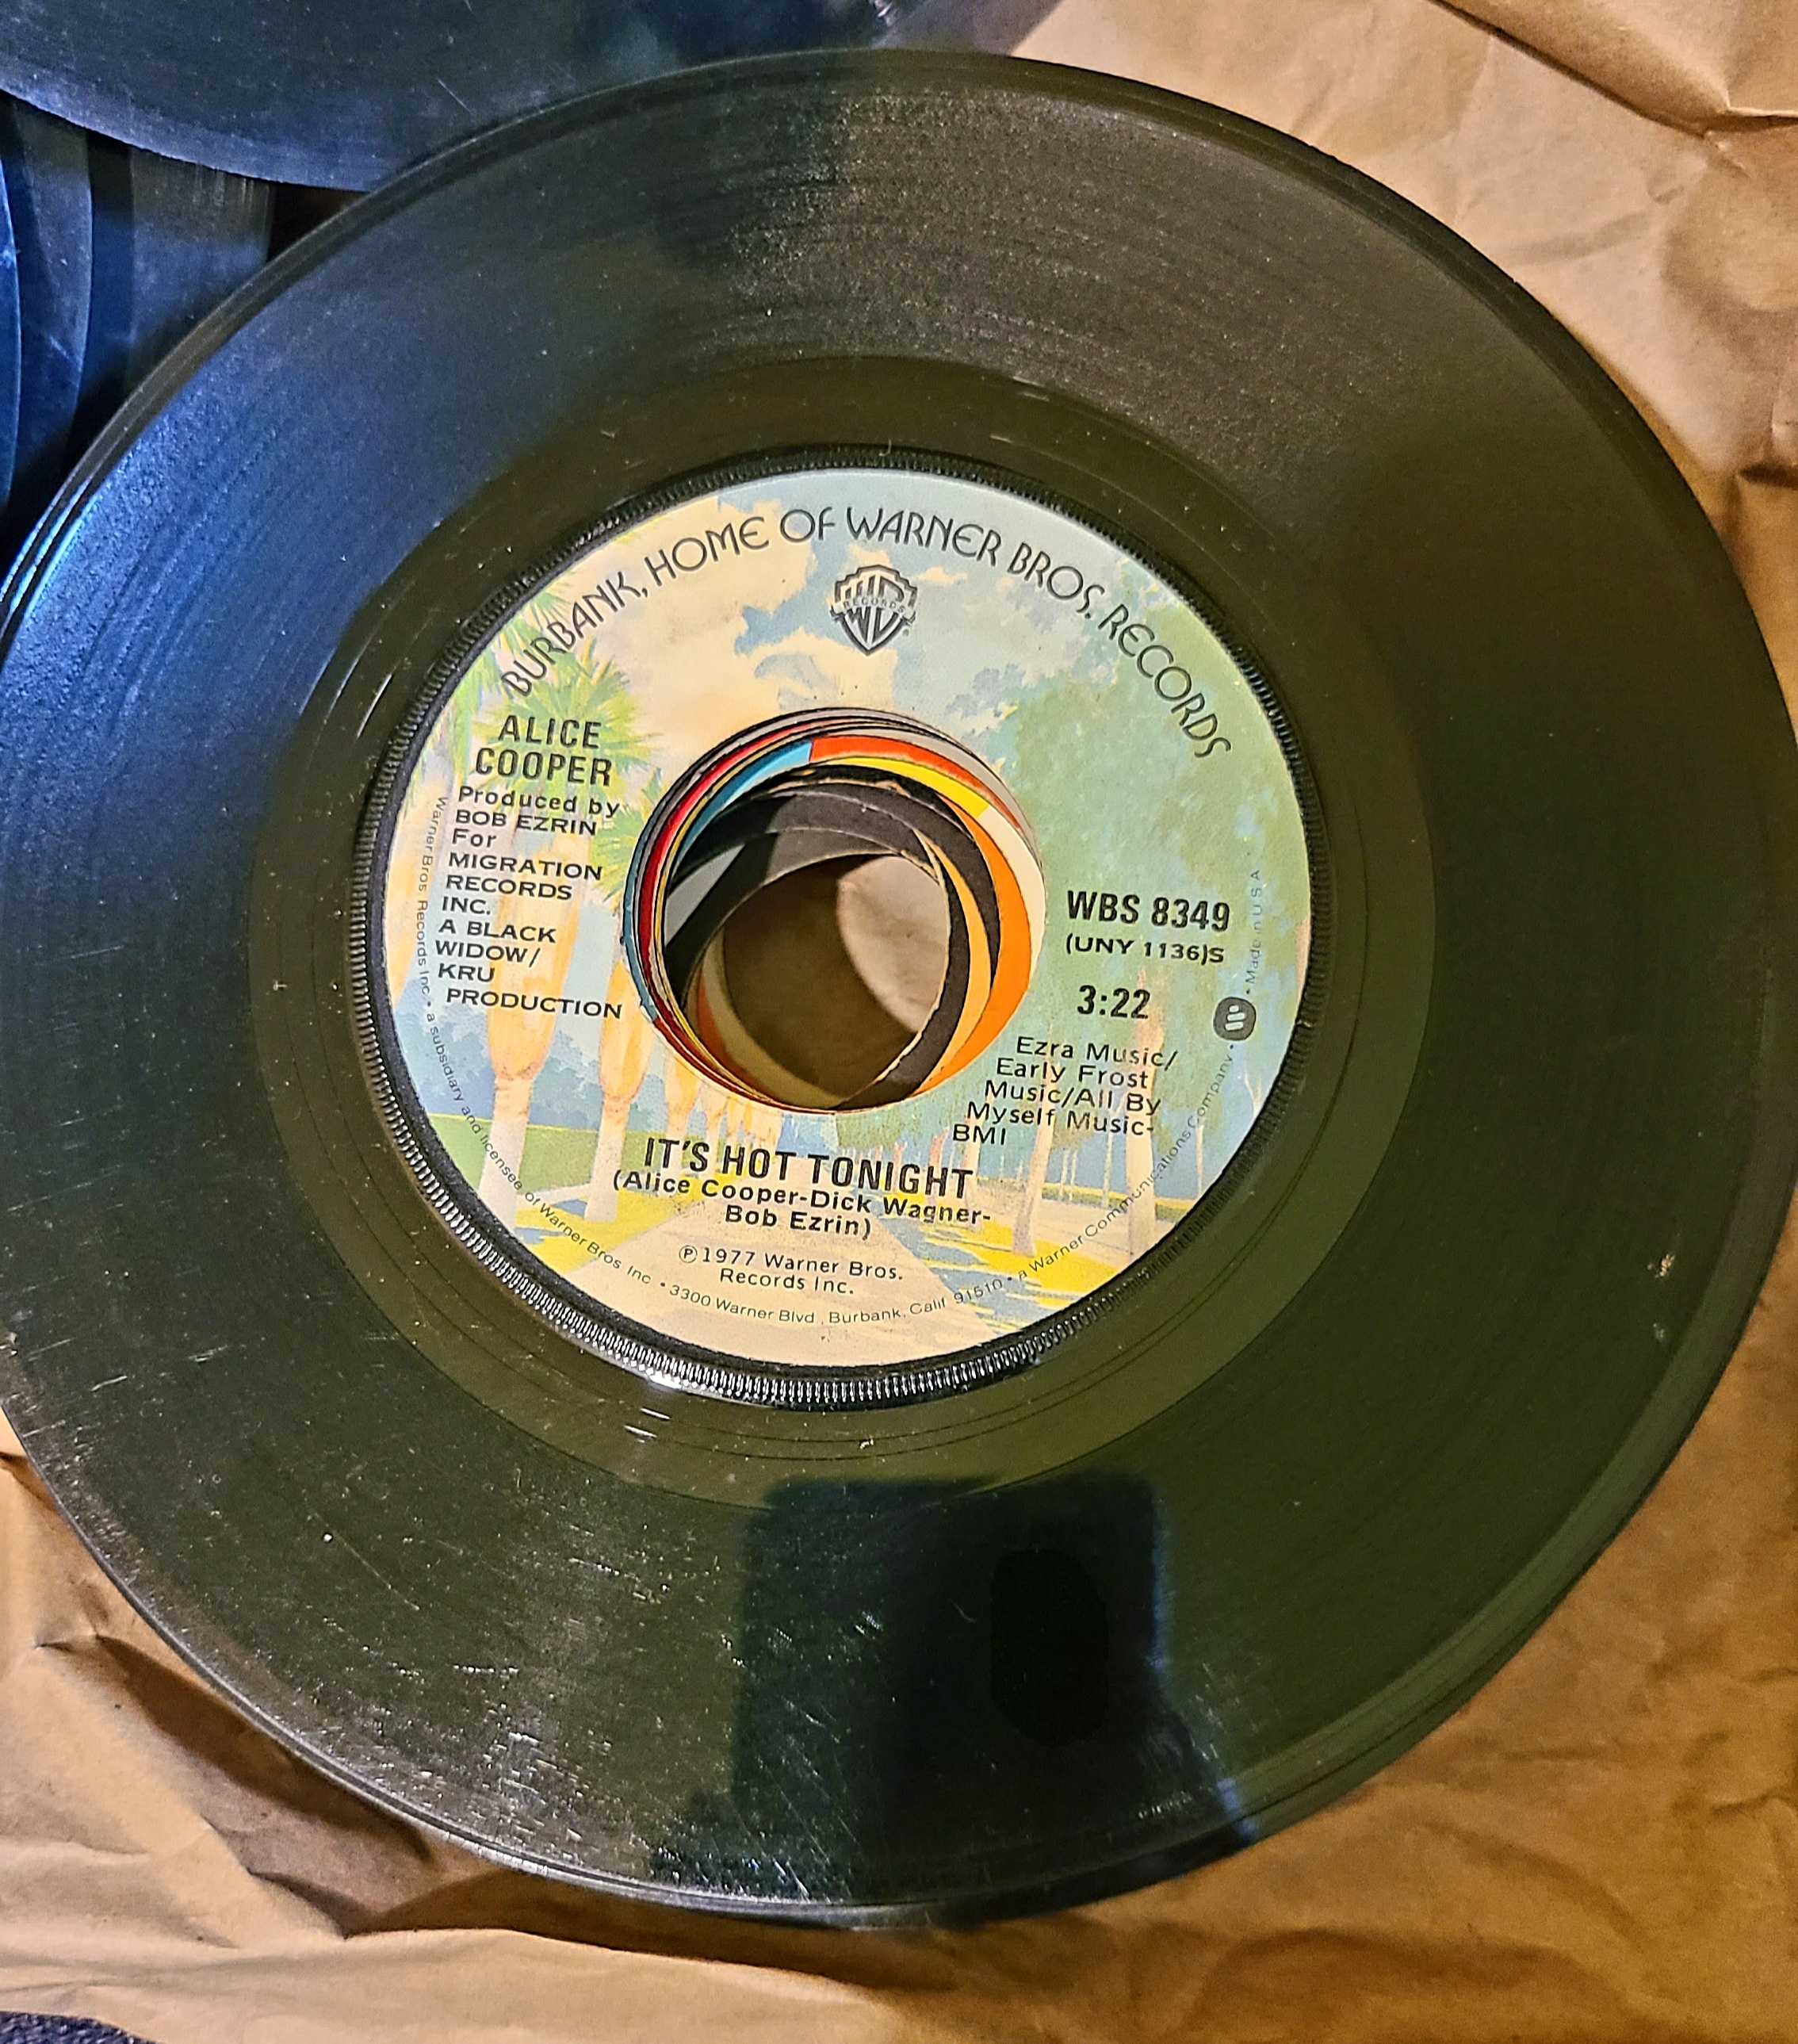 BURBANK, HOME OF WARNER BROS. RECORDS
RECORDS
ALICE
COOPER
Produced by
BOB EZRIN
For
MIGRATION
RECORDS
INC.
A BLACK
WIDOW/
KRU
PRODUCTION
WBS 8349
(UNY 1136)S
3:22
Ezra Music/
Early Frost
Music/All By
Myself Music-
BMI
IT'S HOT TONIGHT
(Alice Cooper-Dick Wagner-
Bob Ezrin)
℗1977 Warner Bros.
Records Inc.
Warner Bros Records Inc • a subsidiary and licensee of Warner Bros Inc • 3300 Warner Blvd, Burbank, Calif 91510 • a Warner Communications Company • Made in U S A